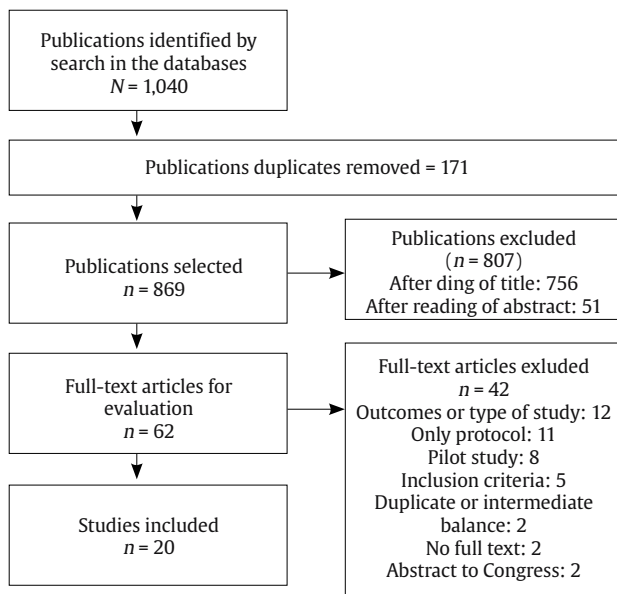 Publications identified by
search in the databases
N = 1,040
Publications duplicates removed = 171
Publications selected
n = 869
Publications excluded
(n = 807)
After ding of title: 756
After reading of abstract: 51
Full-text articles for
evaluation
n = 62
Full-text articles exluded
n = 42
Outcomes or type of study: 12
Only protocol: 11
Pilot study: 8
Inclusion criteria: 5
Duplicate or intermediate
balance: 2
No full text: 2
Abstract to Congress: 2
Studies included
n = 20